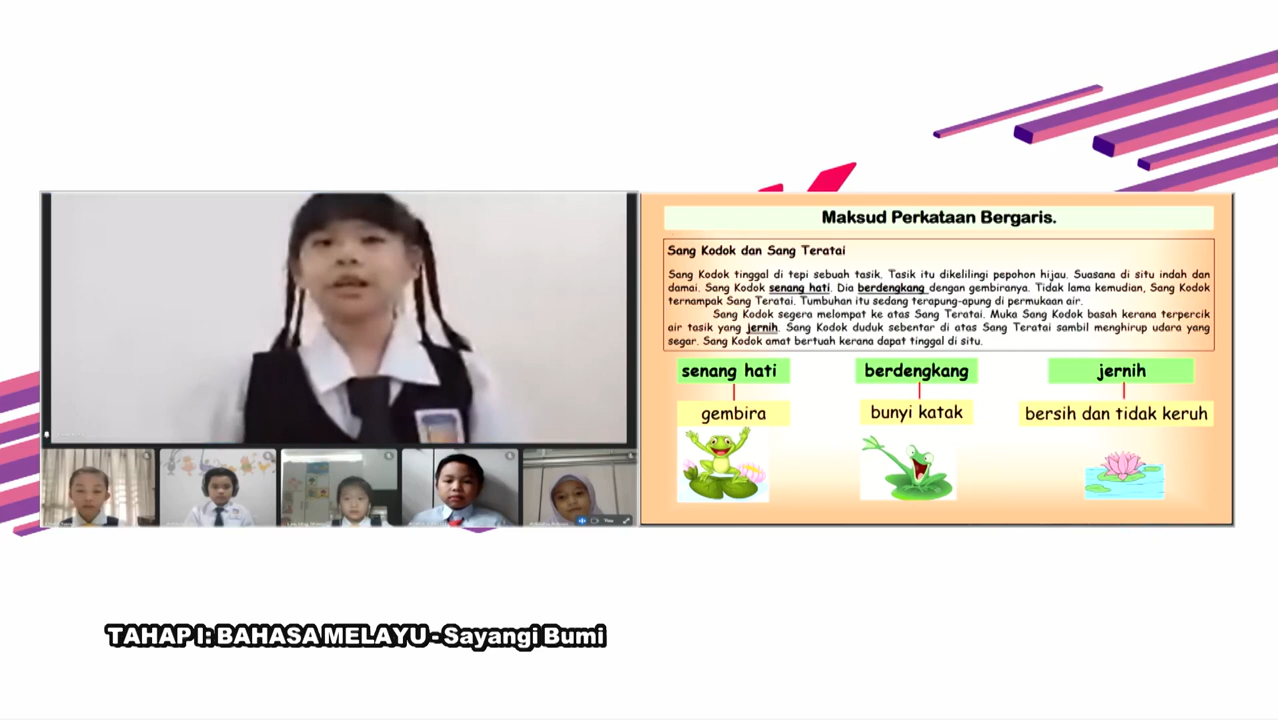 Maksud Perkataan Bergaris.
Sang Kodok dan Sang Teratai
Sang Kodok tinggal di tepi sebuah tasik. Tasik itu dikelilingi pepohon hijau. Suasana di situ indah dan
damai. Sang Kodok senang hati. Dia berdengkang dengan gembiranya. Tidak lama kemudian, Sang Kodok
ternampak Sang Teratai. Tumbuhan itu sedang terapung-apung di permukaan air.
Sang Kodok segera melompat ke atas Sang Teratai. Muka Sang Kodok basah kerana terpercik
air tasik yang jernih. Sang Kodok duduk sebentar di atas Sang Teratai sambil menghirup udara yang
segar. Sang Kodok amat bertuah kerana dapat tinggal di situ.
senang hati berdengkang jernih
gembira bunyi katak bersih dan tidak keruh
You
TAHAP I: BAHASA MELAYU - Sayangi Bumi